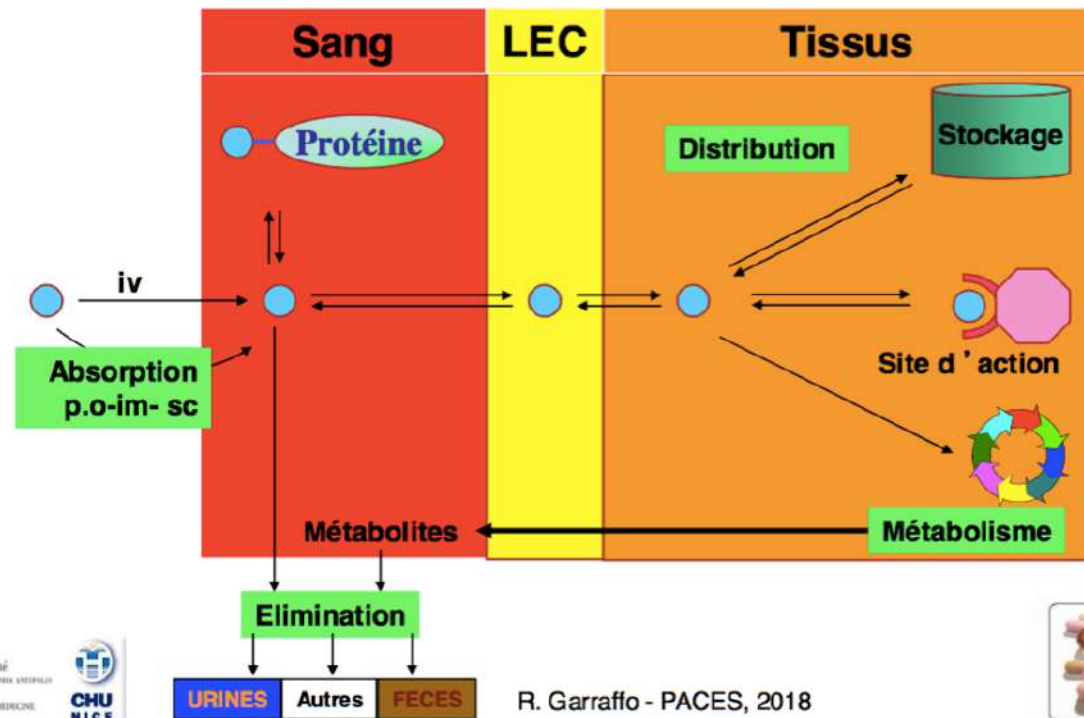 Sang
LEC
Tissus
Protéine
Distribution
Stockage
iv
Absorption
p.o-im- sc
Site d ’ action
Métabolites
Métabolisme
Elimination
URINES
Autres
FECES
R. Garraffo - PACES, 2018
CHU